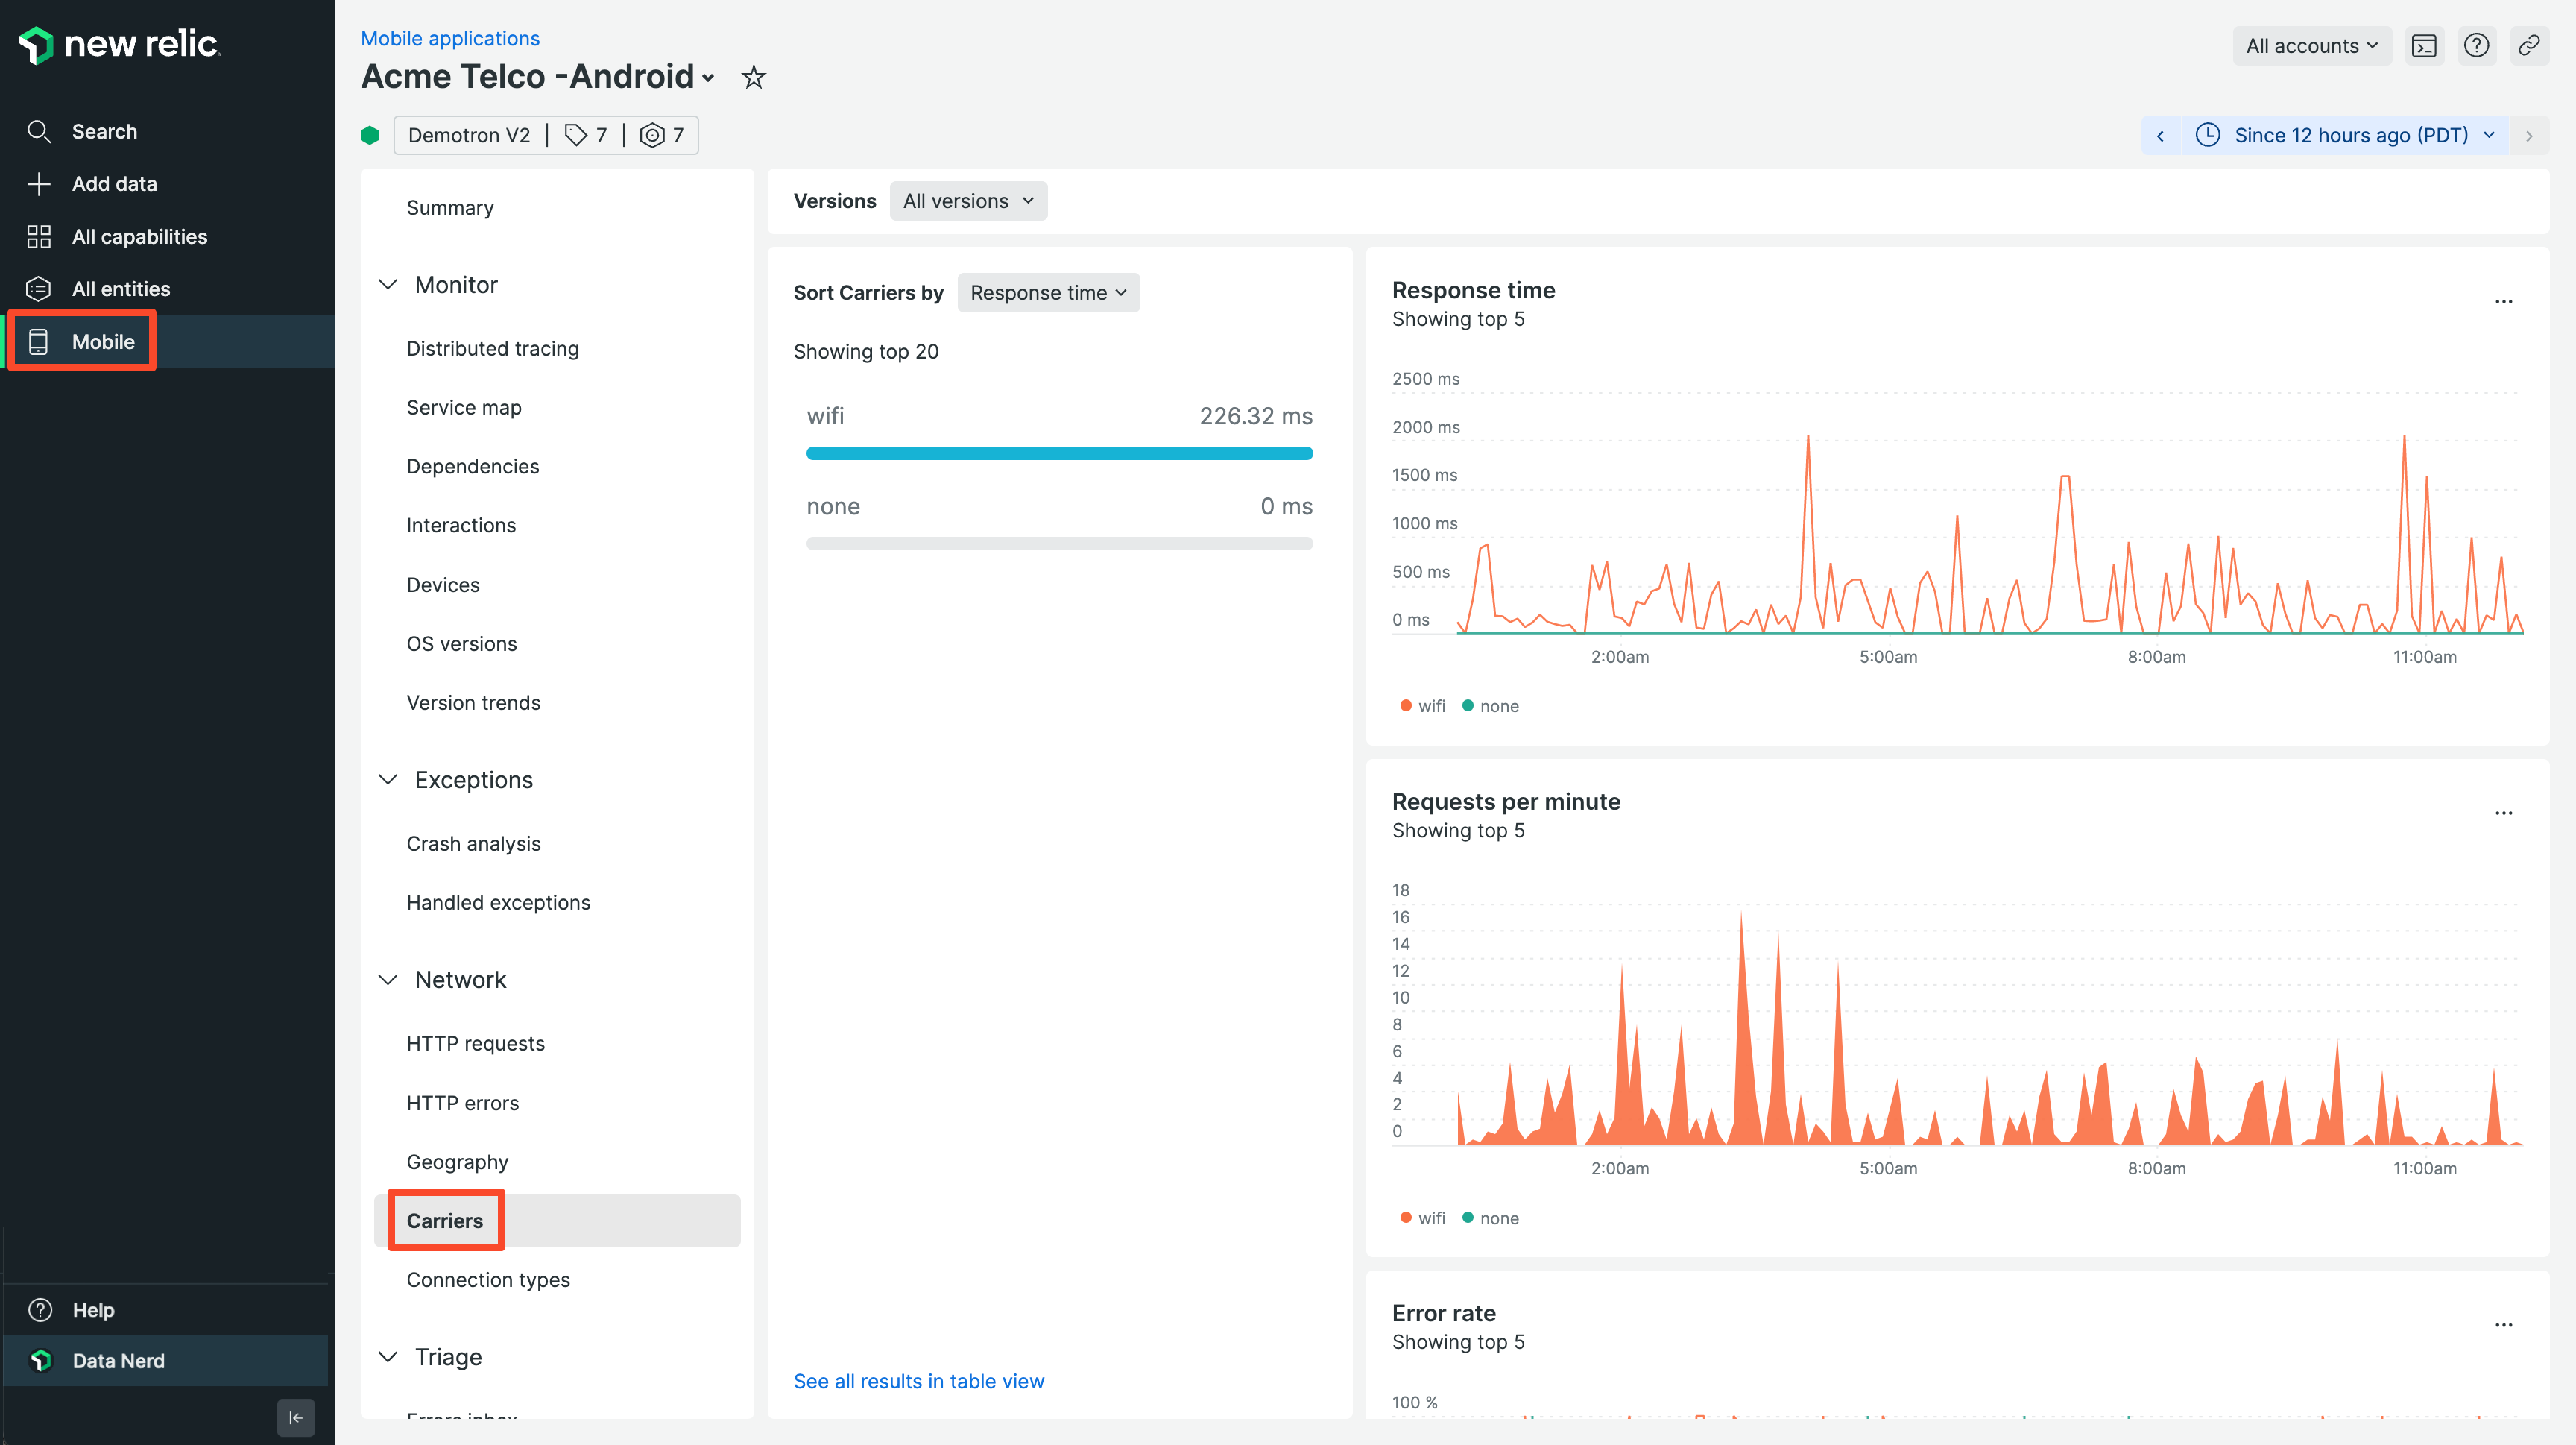 new relic
Search
Add data
All capabilities
All entities
Mobile
Help
Data Nerd
Mobile applications
Acme Telco -Android
All accounts
Demotron V2 | 7 | 7
Since 12 hours ago (PDT)
Summary
Monitor
Distributed tracing
Service map
Dependencies
Interactions
Devices
OS versions
Version trends
Exceptions
Crash analysis
Handled exceptions
Network
HTTP requests
HTTP errors
Geography
Carriers
Connection types
Triage
Versions All versions
Sort Carriers by Response time
Showing top 20
wifi 226.32 ms
none 0 ms
See all results in table view
Response time
Showing top 5
2500 ms
2000 ms
1500 ms
1000 ms
500 ms
0 ms
2:00am 5:00am 8:00am 11:00am
wifi none
Requests per minute
Showing top 5
18
16
14
12
10
8
6
4
2
0
2:00am 5:00am 8:00am 11:00am
wifi none
Error rate
Showing top 5
100 %